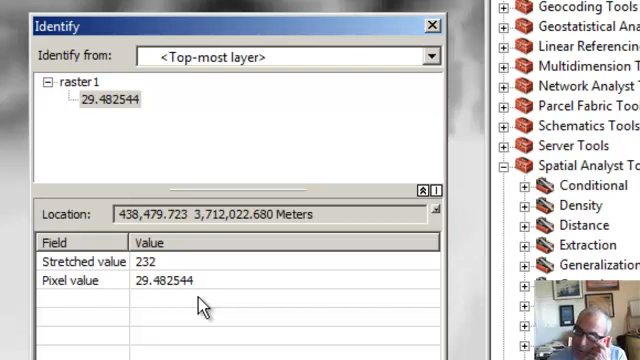 Identify
Identify from: <Top-most layer>
raster1
29.482544
Location: 438,479.723 3,712,022.680 Meters
Field Value
Stretched value 232
Pixel value 29.482544
Geocoding Tools
Geostatistical Ana
Linear Referencin
Multidimension T
Network Analyst
Parcel Fabric Too
Schematics Tools
Server Tools
Spatial Analyst To
Conditional
Density
Distance
Extraction
Generalization